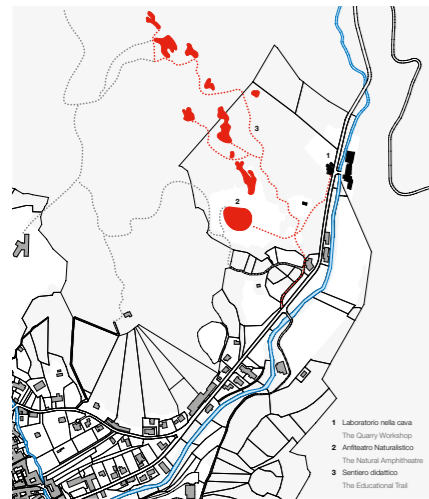 3
1
2
1 Laboratorio nella cava
The Quarry Workshop
2 Anfiteatro Naturalistico
The Natural Amphitheatre
3 Sentiero didattico
The Educational Trail